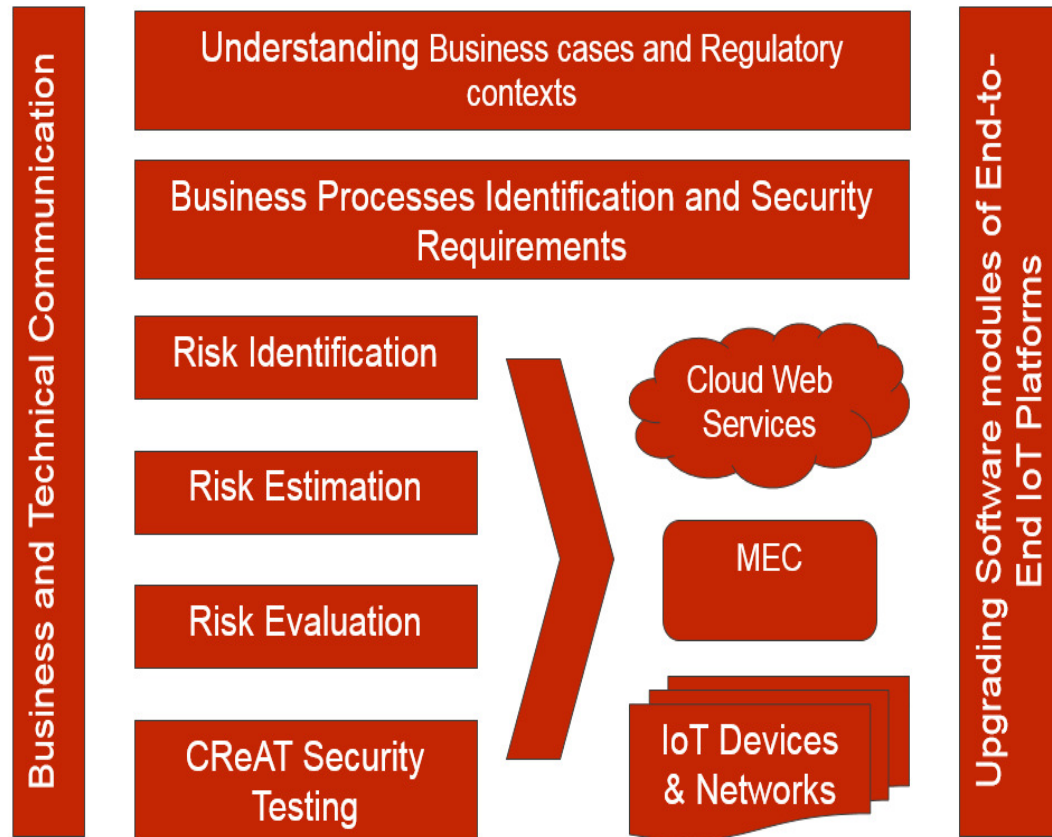 Business and Technical Communication
Understanding Business cases and Regulatory
contexts
Business Processes Identification and Security
Requirements
Risk Identification
Risk Estimation
Risk Evaluation
CReAT Security
Testing
Cloud Web
Services
MEC
IoT Devices
& Networks
Upgrading Software modules of End-to-
End IoT Platforms